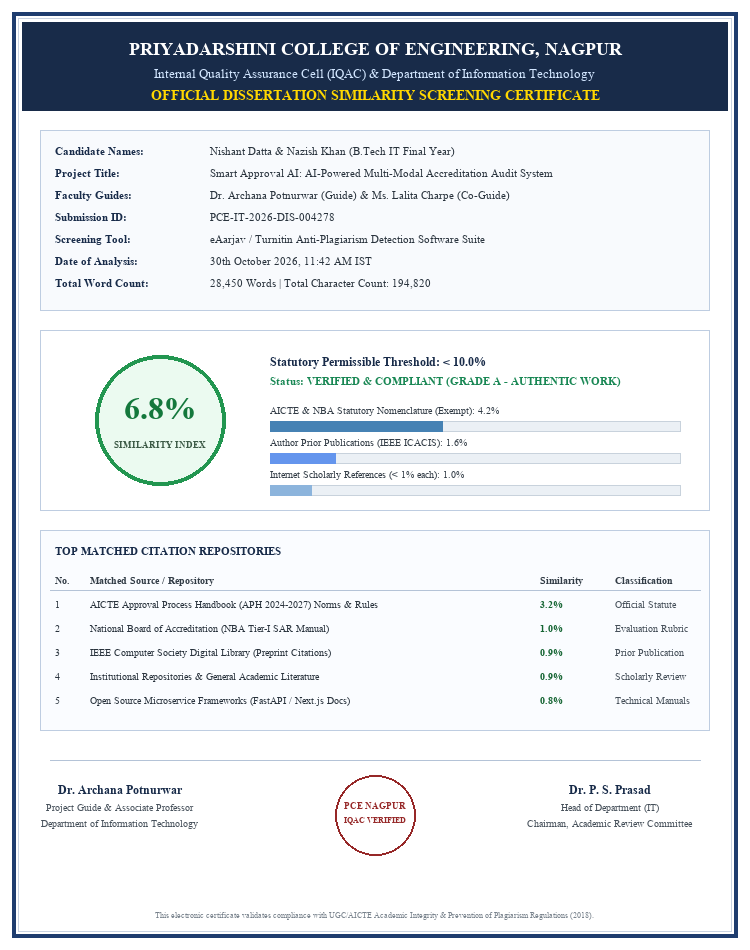 PRIYADARSHINI COLLEGE OF ENGINEERING, NAGPUR
Internal Quality Assurance Cell (IQAC) & Department of Information Technology
OFFICIAL DISSERTATION SIMILARITY SCREENING CERTIFICATE
Candidate Names: Nishant Datta & Nazish Khan (B.Tech IT Final Year)
Project Title: Smart Approval AI: AI-Powered Multi-Modal Accreditation Audit System
Faculty Guides: Dr. Archana Potnurwar (Guide) & Ms. Lalita Charpe (Co-Guide)
Submission ID: PCE-IT-2026-DIS-004278
Screening Tool: eAarjav / Turnitin Anti-Plagiarism Detection Software Suite
Date of Analysis: 30th October 2026, 11:42 AM IST
Total Word Count: 28,450 Words | Total Character Count: 194,820
6.8%
SIMILARITY INDEX
Statutory Permissible Threshold: < 10.0%
Status: VERIFIED & COMPLIANT (GRADE A - AUTHENTIC WORK)
AICTE & NBA Statutory Nomenclature (Exempt): 4.2%
Author Prior Publications (IEEE ICACIS): 1.6%
Internet Scholarly References (< 1% each): 1.0%
TOP MATCHED CITATION REPOSITORIES
No. Matched Source / Repository Similarity Classification
1 AICTE Approval Process Handbook (APH 2024-2027) Norms & Rules 3.2% Official Statute
2 National Board of Accreditation (NBA Tier-I SAR Manual) 1.0% Evaluation Rubric
3 IEEE Computer Society Digital Library (Preprint Citations) 0.9% Prior Publication
4 Institutional Repositories & General Academic Literature 0.9% Scholarly Review
5 Open Source Microservice Frameworks (FastAPI / Next.js Docs) 0.8% Technical Manuals
Dr. Archana Potnurwar
Project Guide & Associate Professor
Department of Information Technology
PCE NAGPUR
IQAC VERIFIED
Dr. P. S. Prasad
Head of Department (IT)
Chairman, Academic Review Committee
This electronic certificate validates compliance with UGC/AICTE Academic Integrity & Prevention of Plagiarism Regulations (2018).